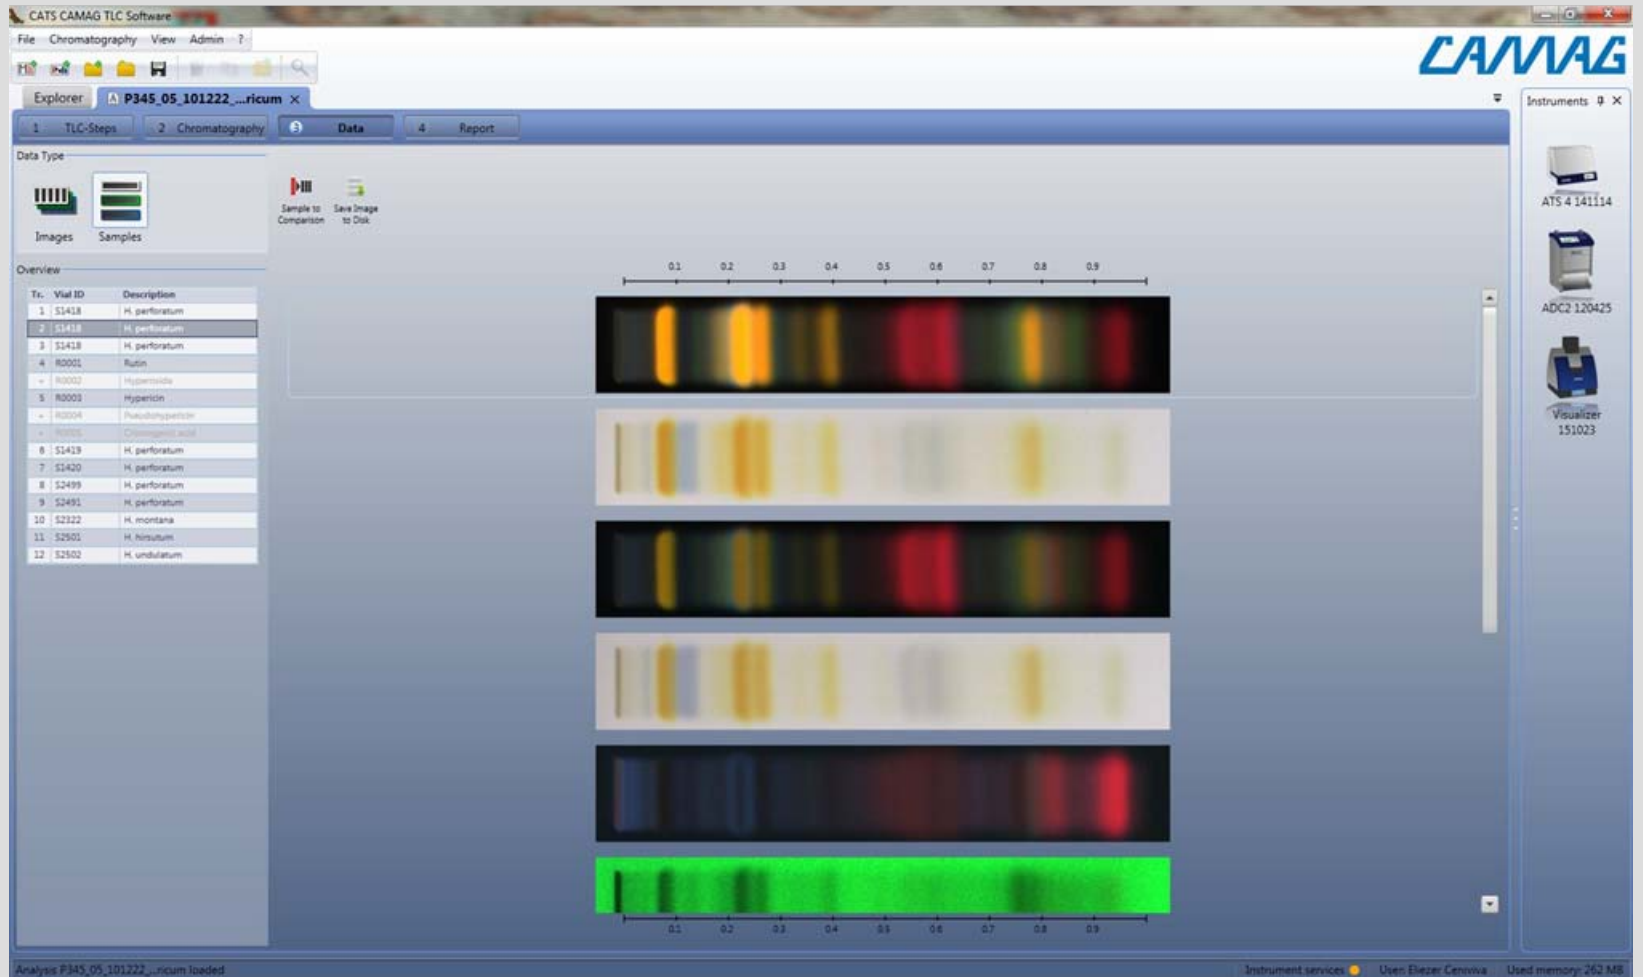 CATS CAMAG TLC Software
File Chromatography View Admin ?
CAMAG
Explorer P345_05_101222_...ricum ×
Instruments
1 TLC-Steps 2 Chromatography 3 Data 4 Report
Data Type
Images Samples
Sample to Comparison
Save Image to Disk
ATS 4 141114
ADC2 120425
Visualizer
151023
Overview
Tr. Vial ID Description
1 S1418 H. perforatum
2 S1418 H. perforatum
3 S1418 H. perforatum
4 R0001 Rutin
- R0002 Hyperoside
5 R0003 Hypericin
- R0004 Pseudohypericin
- R0005 Chlorogenic acid
6 S1419 H. perforatum
7 S1420 H. perforatum
8 S2499 H. perforatum
9 S2491 H. perforatum
10 S2322 H. montana
11 S2501 H. hirsutum
12 S2502 H. undulatum
0.1 0.2 0.3 0.4 0.5 0.6 0.7 0.8 0.9
0.1 0.2 0.3 0.4 0.5 0.6 0.7 0.8 0.9
Analysis P345_05_101222_...ricum loaded
Instrument services User: Eliezer Ceniviva Used memory: 262 MB